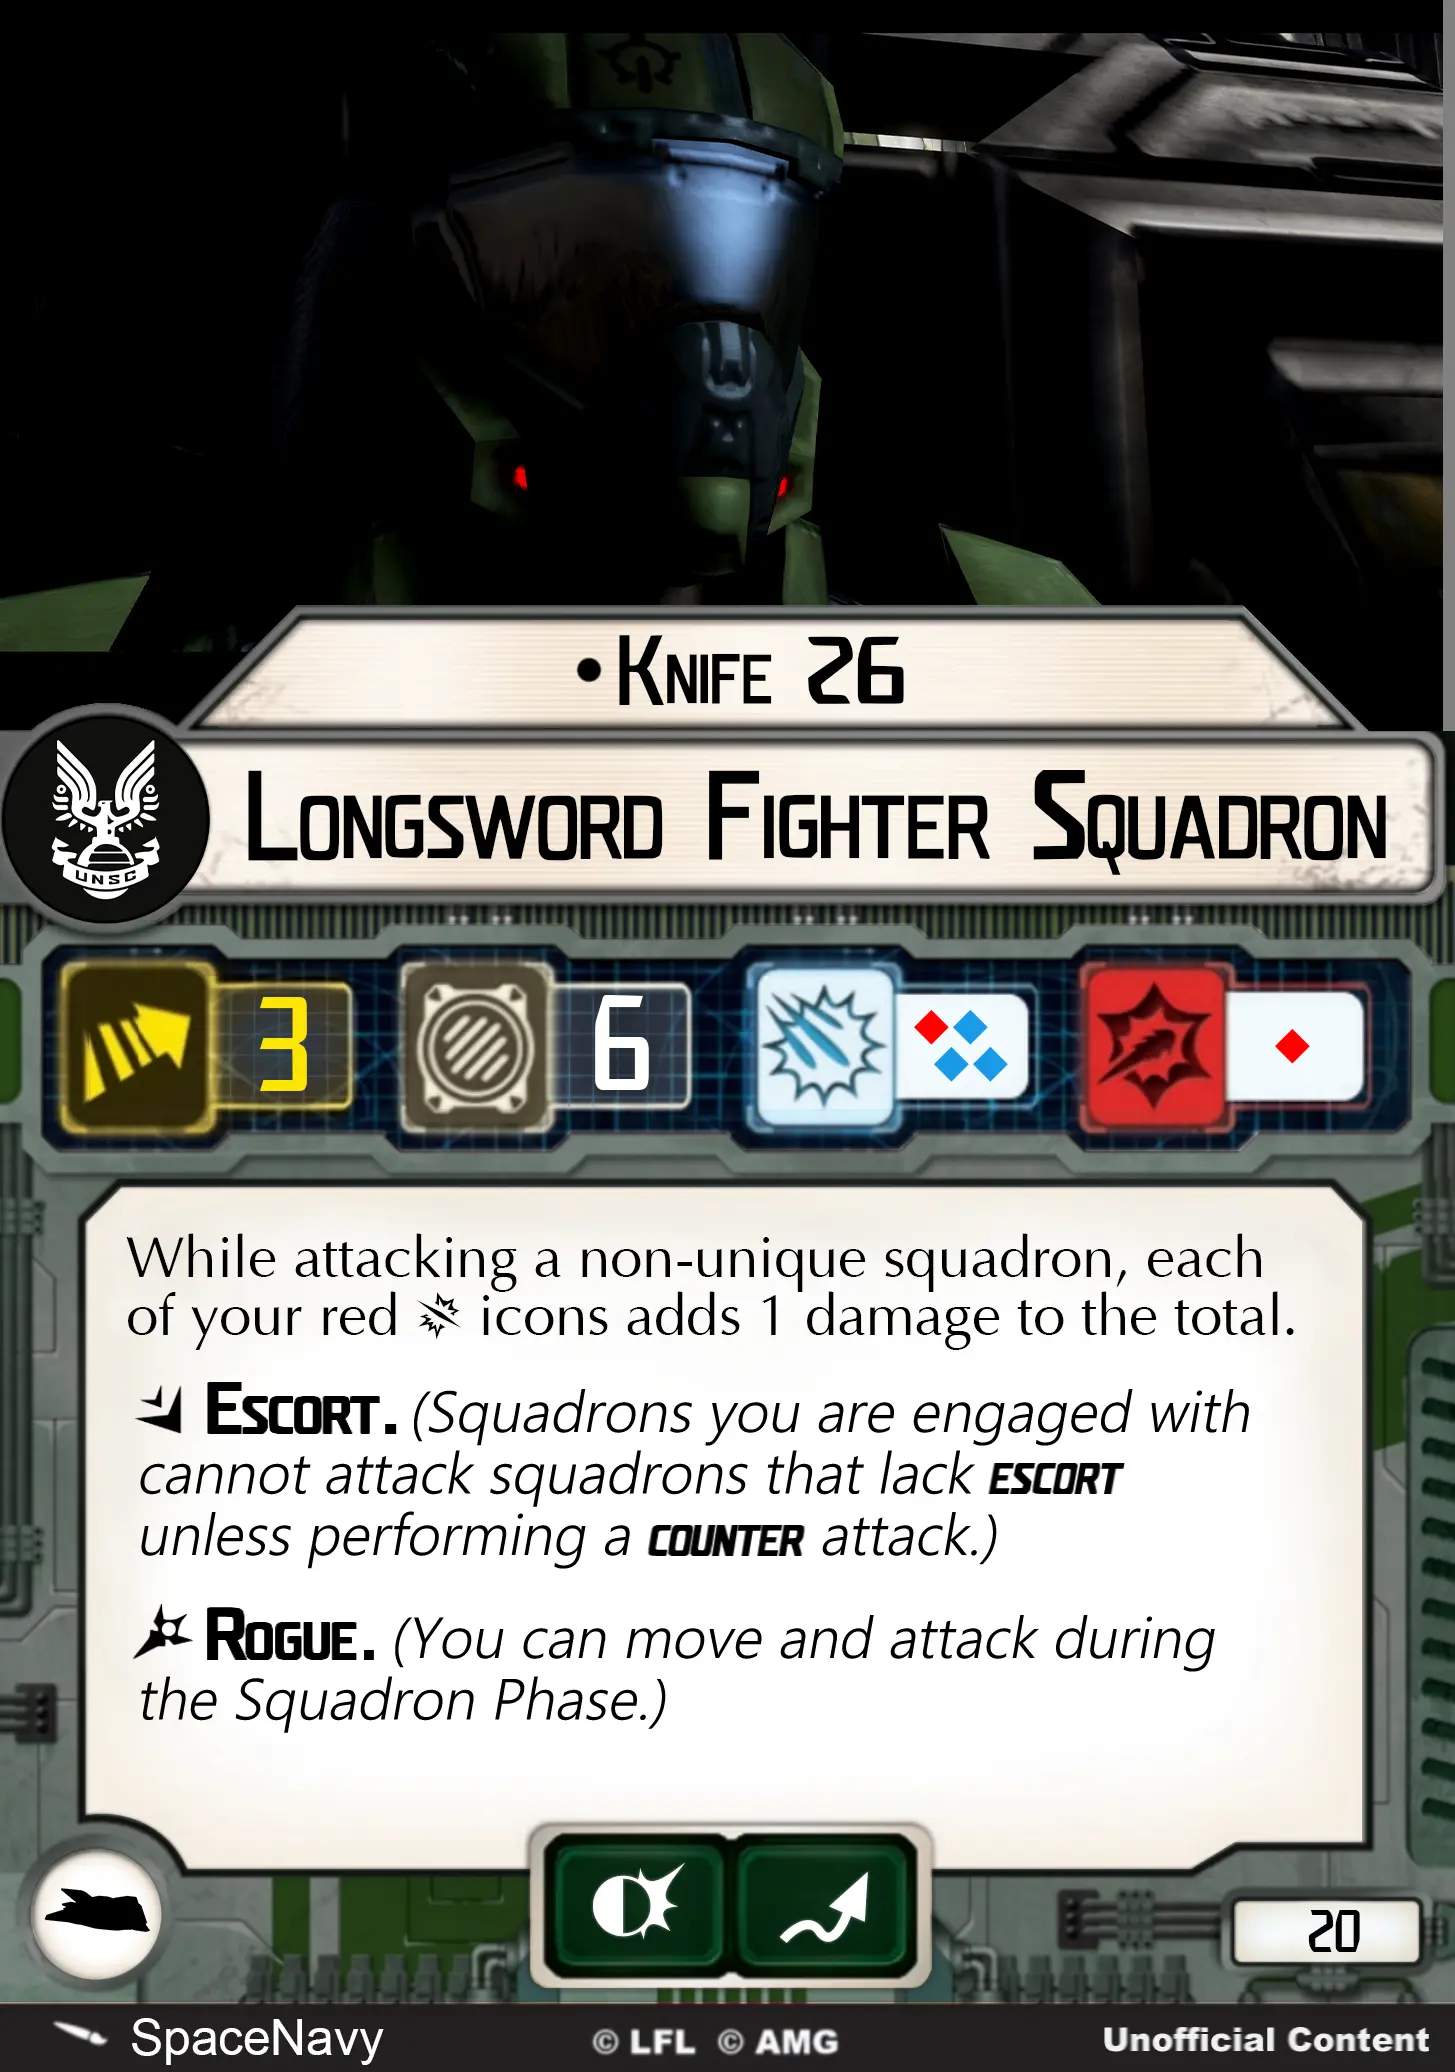 • Knife 26
UNSC
Longsword Fighter Squadron
3 6
While attacking a non-unique squadron, each
of your red icons adds 1 damage to the total.
Escort. (Squadrons you are engaged with
cannot attack squadrons that lack ESCORT
unless performing a COUNTER attack.)
Rogue. (You can move and attack during
the Squadron Phase.)
20
SpaceNavy © LFL © AMG Unofficial Content